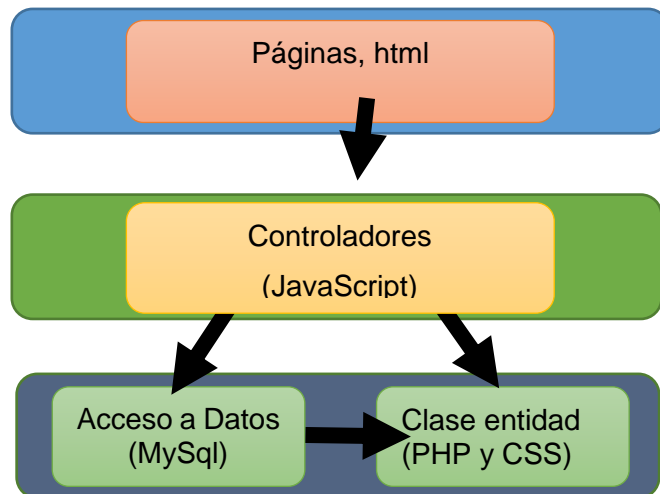 Páginas, html
Controladores
(JavaScript)
Acceso a Datos
(MySql)
Clase entidad
(PHP y CSS)